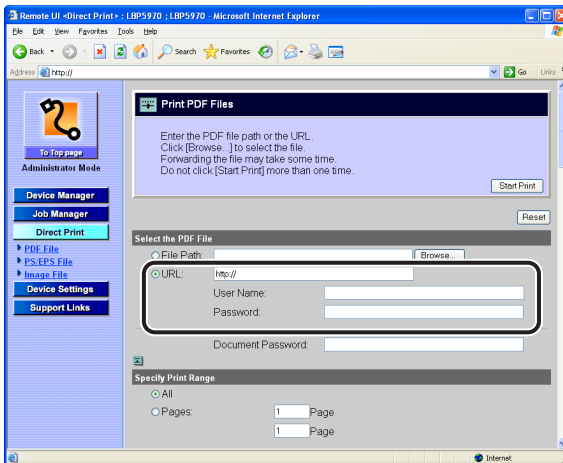 Remote UI <Direct Print> : LBP5970 ; LBP5970 - Microsoft Internet Explorer
File Edit View Favorites Tools Help
Back Search Favorites
Address http:// Go Links
To Top page
Administrator Mode
Device Manager
Job Manager
Direct Print
PDF File
PS/EPS File
Image File
Device Settings
Support Links
Print PDF Files
Enter the PDF file path or the URL.
Click [Browse...] to select the file.
Forwarding the file may take some time.
Do not click [Start Print] more than one time.
Start Print
Reset
Select the PDF File
File Path: Browse...
URL: http://
User Name:
Password:
Document Password:
Specify Print Range
All
Pages: 1 Page
1 Page
Internet